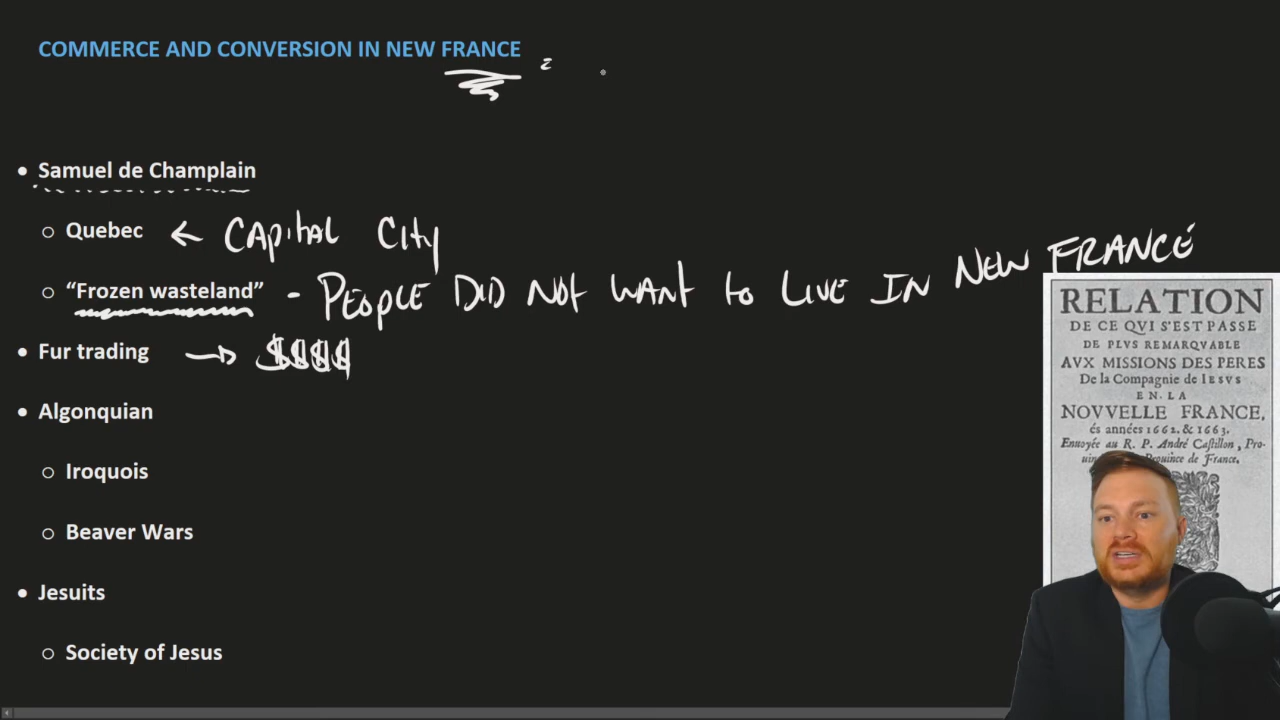 COMMERCE AND CONVERSION IN NEW FRANCE
• Samuel de Champlain
○ Quebec ← CAPITAL CITY
○ “Frozen wasteland” - PEOPLE DID NOT WANT TO LIVE IN NEW FRANCE
• Fur trading → $$$$
• Algonquian
○ Iroquois
○ Beaver Wars
• Jesuits
○ Society of Jesus
RELATION
DE CE QVI S'EST PASSE
DE PLVS REMARQVABLE
AVX MISSIONS DES PERES
De la Compagnie de IESVS
EN LA
NOVVELLE FRANCE,
és années 1662. & 1663.
Enuoyée au R. P. André Castillon, Pro-
Prouince de France.